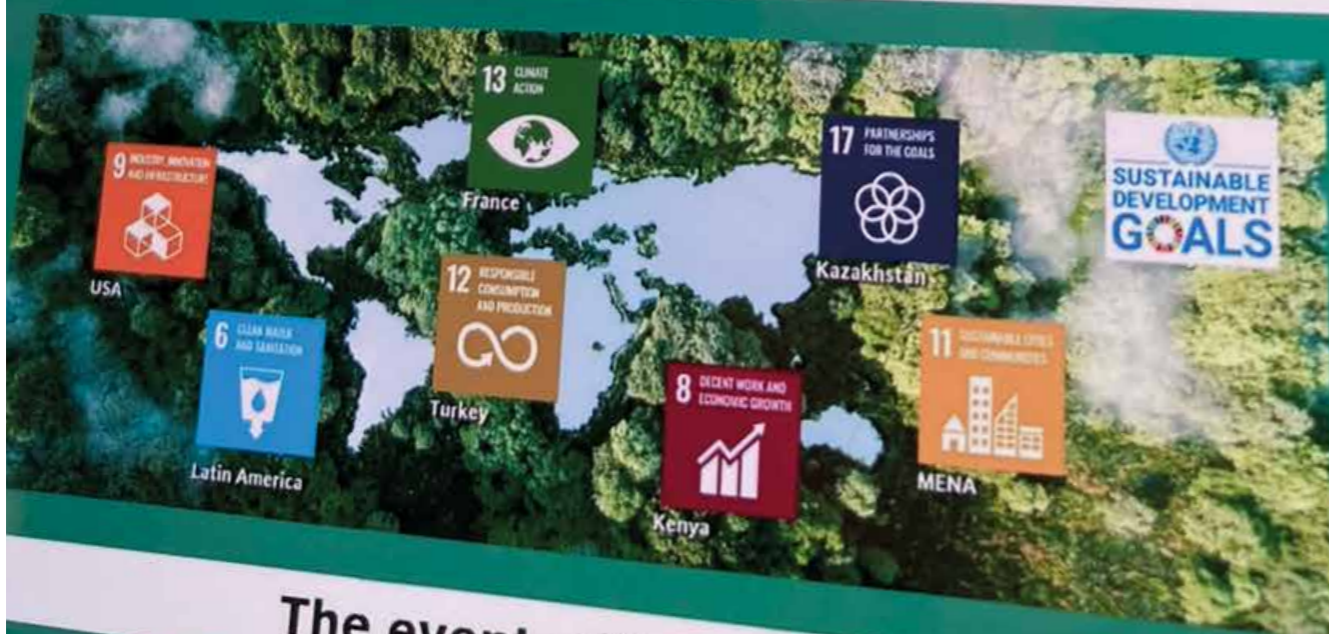 13 CLIMATE
ACTION
France
9 INDUSTRY, INNOVATION
AND INFRASTRUCTURE
USA
17 PARTNERSHIPS
FOR THE GOALS
Kazakhstan
SUSTAINABLE
DEVELOPMENT
GOALS
12 RESPONSIBLE
CONSUMPTION
AND PRODUCTION
Turkey
6 CLEAN WATER
AND SANITATION
Latin America
8 DECENT WORK AND
ECONOMIC GROWTH
Kenya
11 SUSTAINABLE CITIES
AND COMMUNITIES
MENA
The